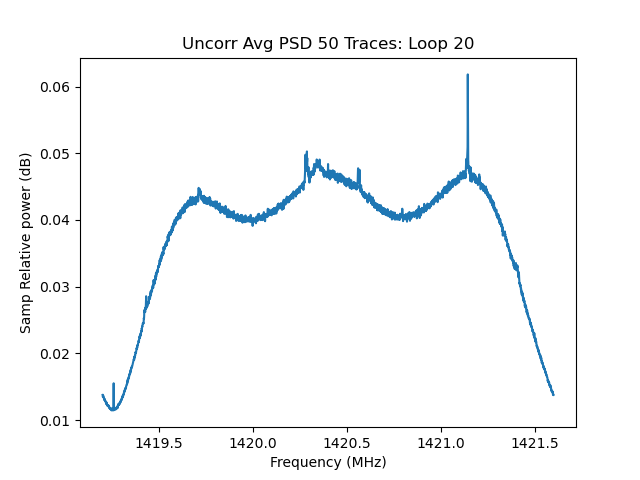 Uncorr Avg PSD 50 Traces: Loop 20
0.06
0.05
0.04
0.03
0.02
0.01
Samp Relative power (dB)
1419.5 1420.0 1420.5 1421.0 1421.5
Frequency (MHz)